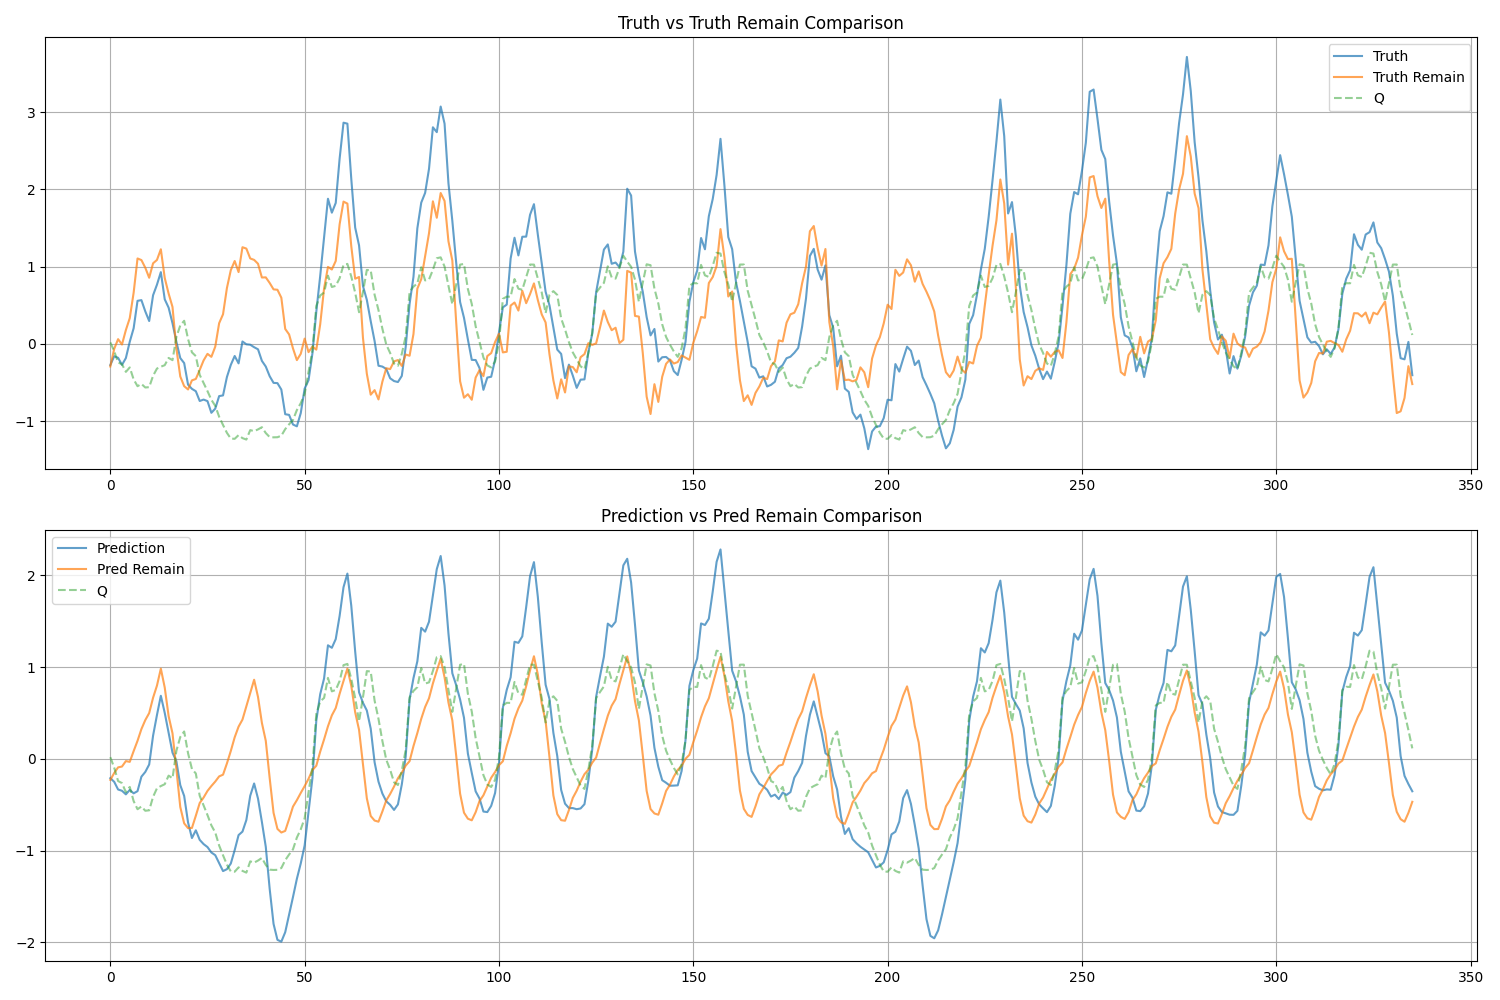 Truth vs Truth Remain Comparison
Truth
Truth Remain
Q
3
2
1
0
−1
0 50 100 150 200 250 300 350
Prediction vs Pred Remain Comparison
Prediction
Pred Remain
Q
2
1
0
−1
−2
0 50 100 150 200 250 300 350